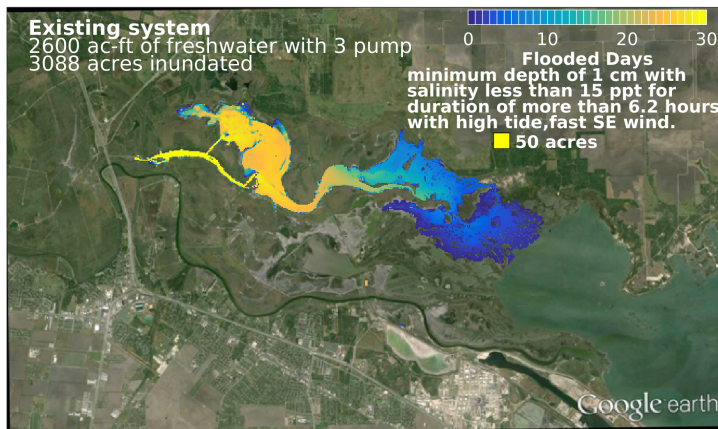 Existing system
2600 ac-ft of freshwater with 3 pump
3088 acres inundated
0 10 20 30
Flooded Days
minimum depth of 1 cm with
salinity less than 15 ppt for
duration of more than 6.2 hours
with high tide,fast SE wind.
50 acres
Google earth